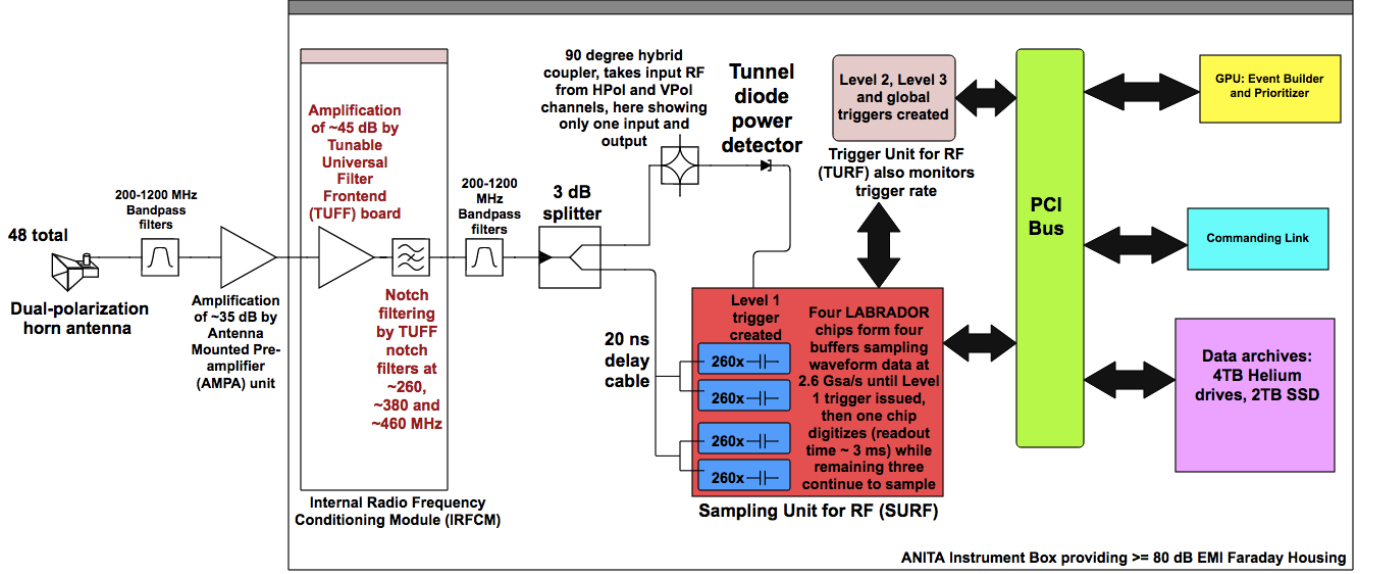 48 total
Dual-polarization
horn antenna
200-1200 MHz
Bandpass
filters
Amplification
of ~35 dB by
Antenna
Mounted Pre-
amplifier
(AMPA) unit
Amplification
of ~45 dB by
Tunable
Universal
Filter
Frontend
(TUFF) board
Notch
filtering
by TUFF
notch
filters at
~260,
~380 and
~460 MHz
Internal Radio Frequency
Conditioning Module (IRFCM)
200-1200
MHz
Bandpass
filters
3 dB
splitter
90 degree hybrid
coupler, takes input RF
from HPol and VPol
channels, here showing
only one input and
output
Tunnel
diode
power
detector
20 ns
delay
cable
Level 1
trigger
created
260x
260x
260x
260x
Four LABRADOR
chips form four
buffers sampling
waveform data at
2.6 Gsa/s until Level
1 trigger issued,
then one chip
digitizes (readout
time ~ 3 ms) while
remaining three
continue to sample
Sampling Unit for RF (SURF)
Level 2, Level 3
and global
triggers created
Trigger Unit for RF
(TURF) also monitors
trigger rate
PCI
Bus
GPU: Event Builder
and Prioritizer
Commanding Link
Data archives:
4TB Helium
drives, 2TB SSD
ANITA Instrument Box providing >= 80 dB EMI Faraday Housing